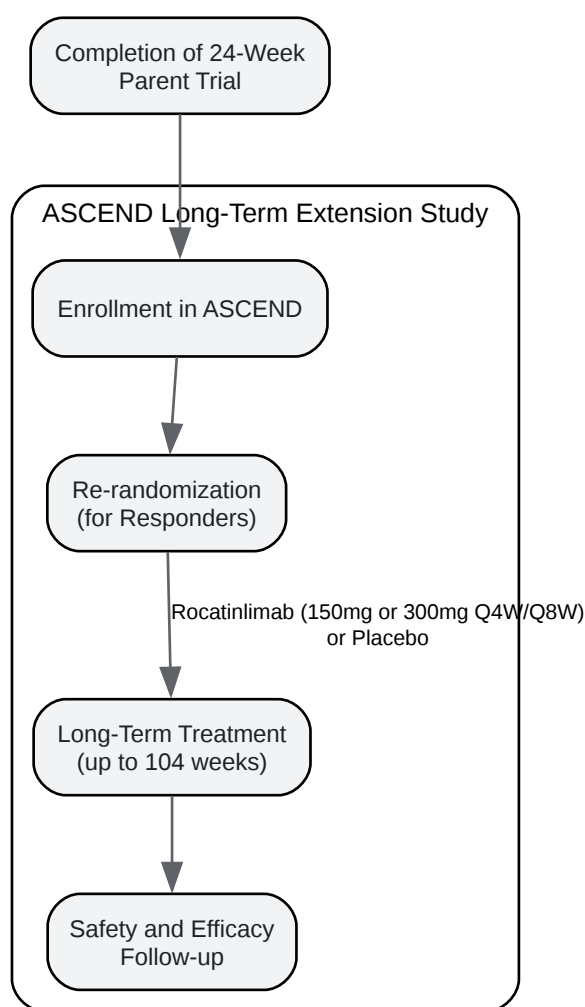 Completion of 24-Week
Parent Trial
ASCEND Long-Term Extension Study
Enrollment in ASCEND
Re-randomization
(for Responders)
Rocatinlimab (150mg or 300mg Q4W/Q8W)
or Placebo
Long-Term Treatment
(up to 104 weeks)
Safety and Efficacy
Follow-up